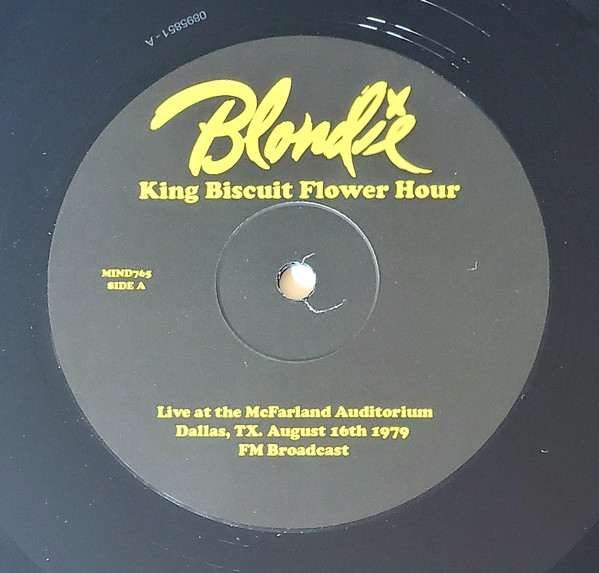 0895851 - A
Blondie
King Biscuit Flower Hour
MIND765
SIDE A
Live at the McFarland Auditorium
Dallas, TX. August 16th 1979
FM Broadcast